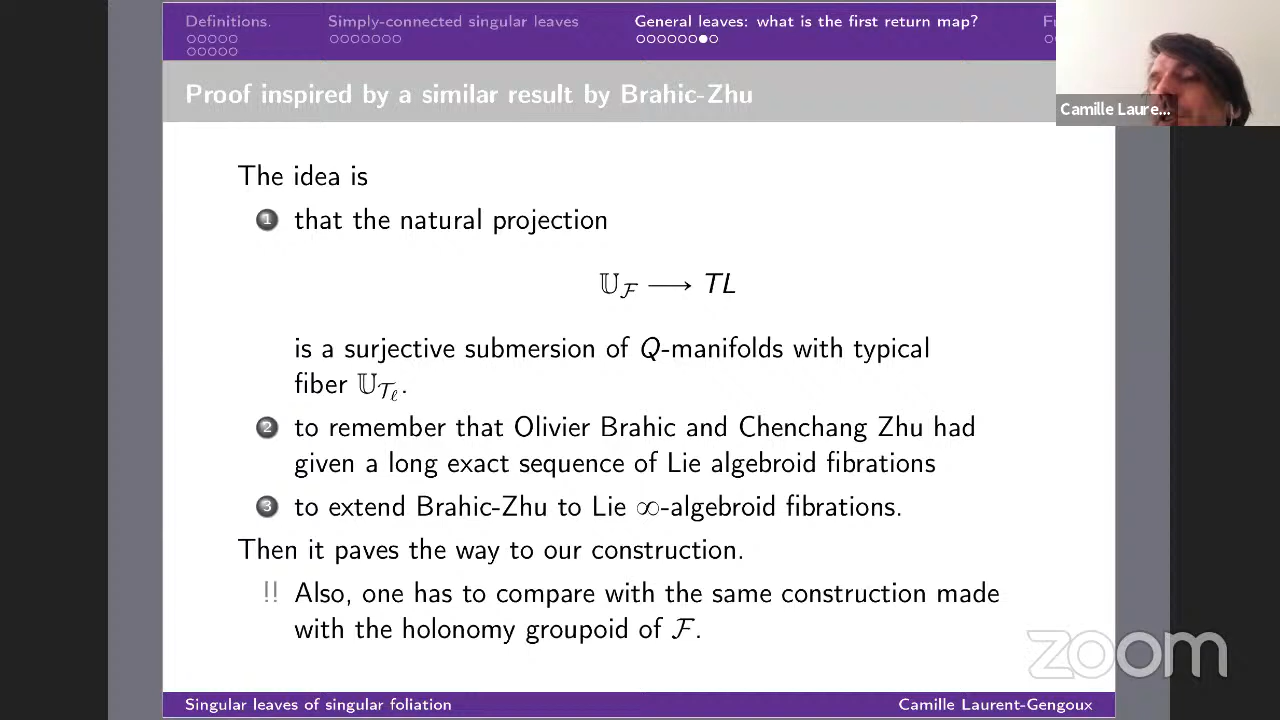 Definitions.
Simply-connected singular leaves
General leaves: what is the first return map?
Proof inspired by a similar result by Brahic-Zhu
Camille Laure...
The idea is
1 that the natural projection
𝕌_ℱ ⟶ TL
is a surjective submersion of Q-manifolds with typical
fiber 𝕌_𝒯_ℓ.
2 to remember that Olivier Brahic and Chenchang Zhu had
given a long exact sequence of Lie algebroid fibrations
3 to extend Brahic-Zhu to Lie ∞-algebroid fibrations.
Then it paves the way to our construction.
!! Also, one has to compare with the same construction made
with the holonomy groupoid of ℱ.
zoom
Singular leaves of singular foliation
Camille Laurent-Gengoux